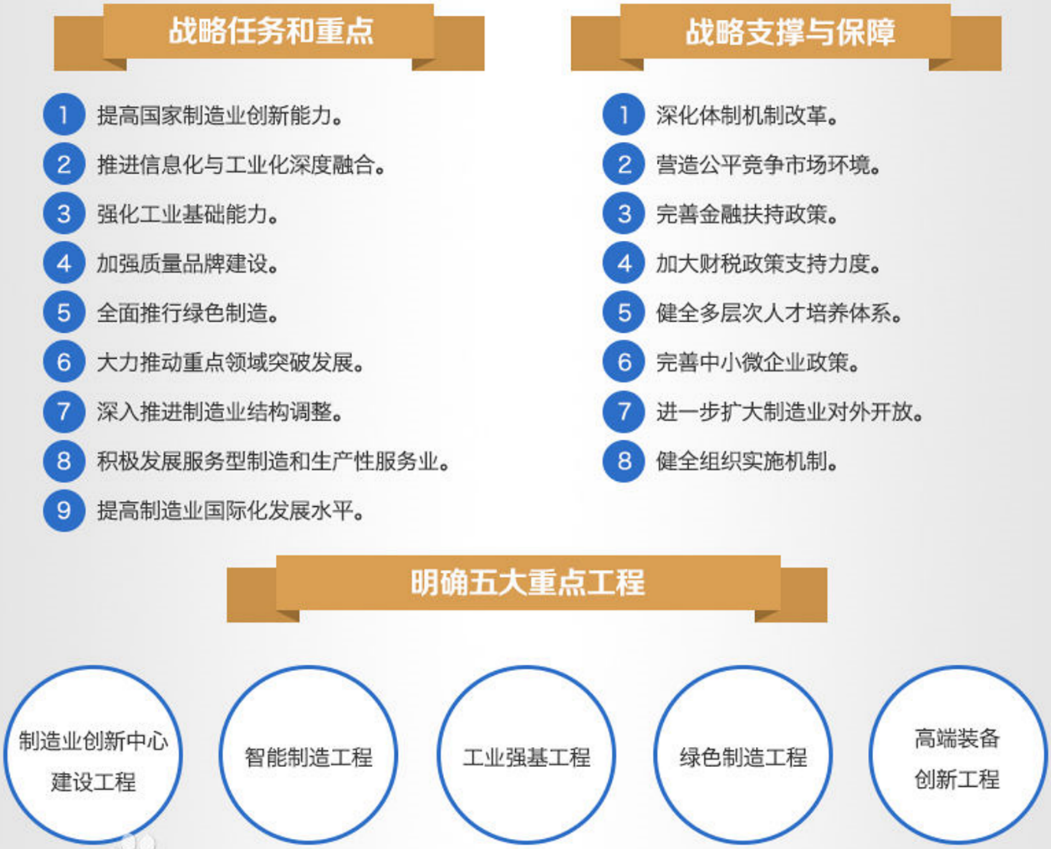 战略任务和重点
1 提高国家制造业创新能力。
2 推进信息化与工业化深度融合。
3 强化工业基础能力。
4 加强质量品牌建设。
5 全面推行绿色制造。
6 大力推动重点领域突破发展。
7 深入推进制造业结构调整。
8 积极发展服务型制造和生产性服务业。
9 提高制造业国际化发展水平。
战略支撑与保障
1 深化体制机制改革。
2 营造公平竞争市场环境。
3 完善金融扶持政策。
4 加大财税政策支持力度。
5 健全多层次人才培养体系。
6 完善中小微企业政策。
7 进一步扩大制造业对外开放。
8 健全组织实施机制。
明确五大重点工程
制造业创新中心
建设工程
智能制造工程
工业强基工程
绿色制造工程
高端装备
创新工程